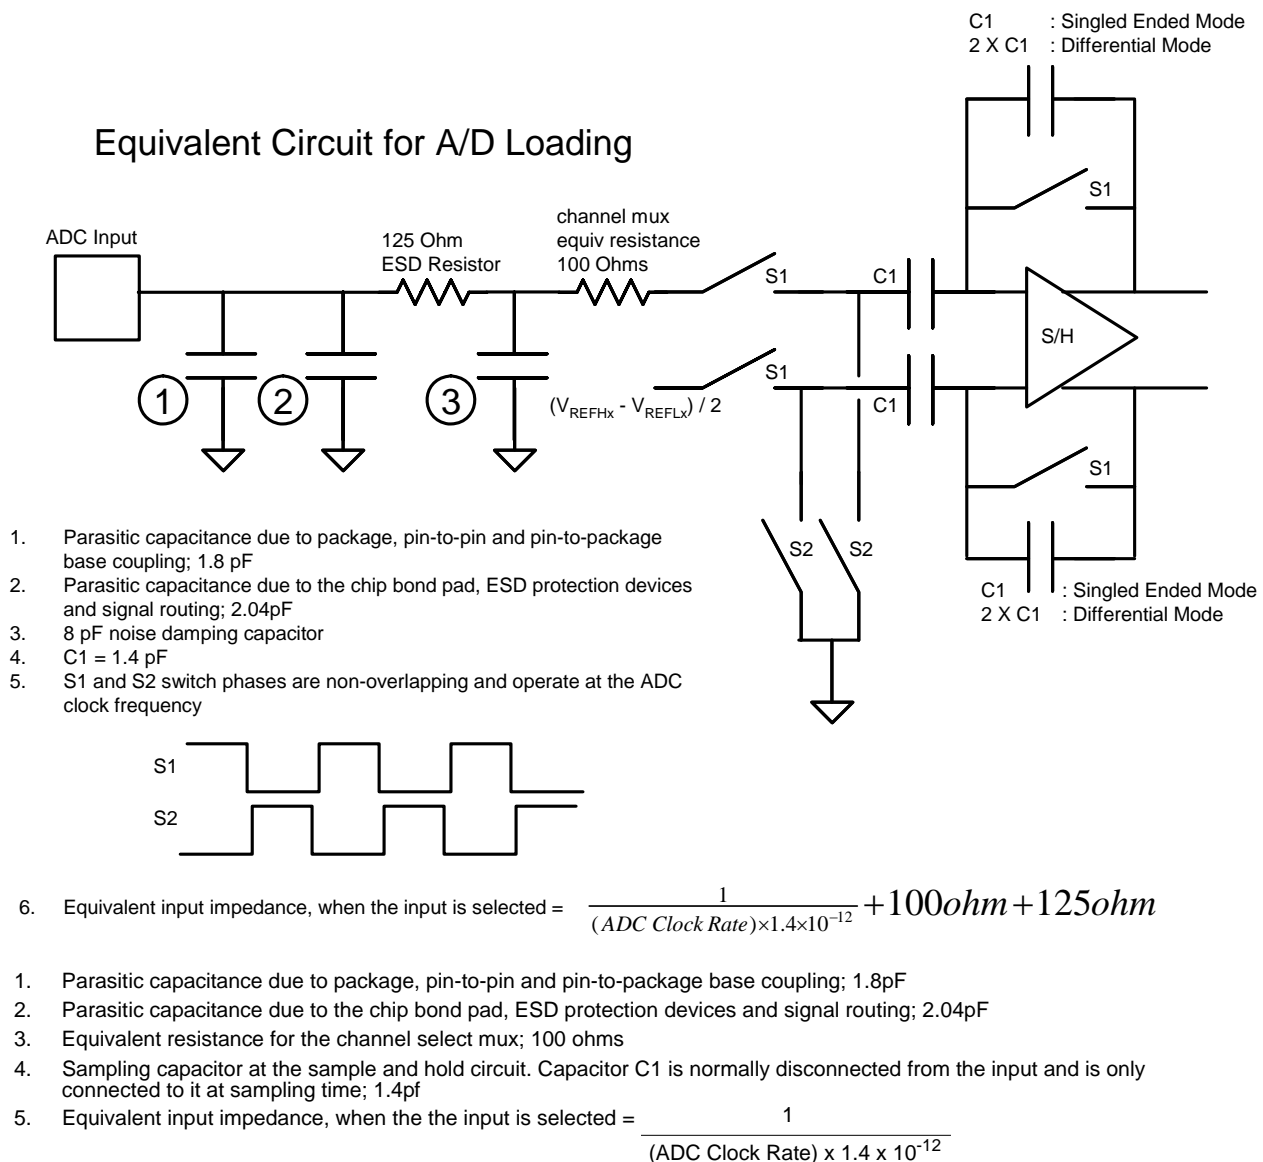 C1 : Singled Ended Mode
2 X C1 : Differential Mode
Equivalent Circuit for A/D Loading
S1
channel mux
equiv resistance
100 Ohms
ADC Input
125 Ohm
ESD Resistor
S1
C1
S/H
1
2
3
S1
(VREFHx - VREFLx) / 2
C1
S1
S2
S2
C1 : Singled Ended Mode
2 X C1 : Differential Mode
1. Parasitic capacitance due to package, pin-to-pin and pin-to-package
base coupling; 1.8 pF
2. Parasitic capacitance due to the chip bond pad, ESD protection devices
and signal routing; 2.04pF
3. 8 pF noise damping capacitor
4. C1 = 1.4 pF
5. S1 and S2 switch phases are non-overlapping and operate at the ADC
clock frequency
S1
S2
6. Equivalent input impedance, when the input is selected = 1 / (ADC Clock Rate)×1.4×10⁻¹² +100ohm+125ohm
1. Parasitic capacitance due to package, pin-to-pin and pin-to-package base coupling; 1.8pF
2. Parasitic capacitance due to the chip bond pad, ESD protection devices and signal routing; 2.04pF
3. Equivalent resistance for the channel select mux; 100 ohms
4. Sampling capacitor at the sample and hold circuit. Capacitor C1 is normally disconnected from the input and is only
connected to it at sampling time; 1.4pf
5. Equivalent input impedance, when the the input is selected = 1
(ADC Clock Rate) x 1.4 x 10⁻¹²